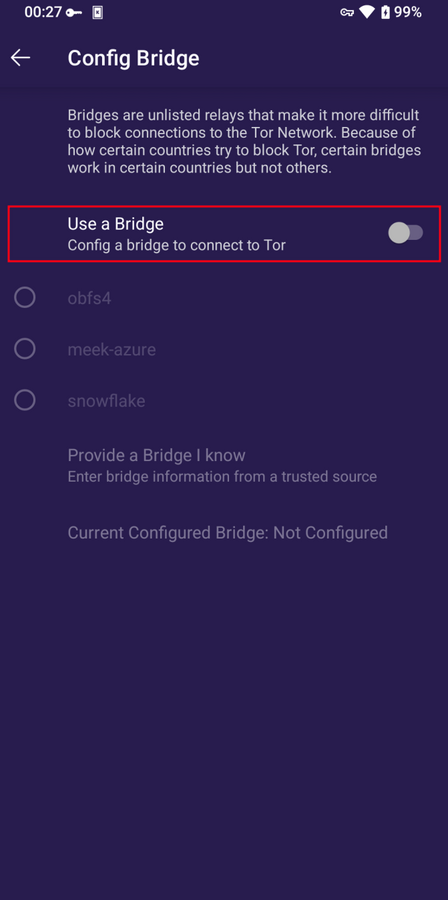 00:27 99%
Config Bridge
Bridges are unlisted relays that make it more difficult
to block connections to the Tor Network. Because of
how certain countries try to block Tor, certain bridges
work in certain countries but not others.
Use a Bridge
Config a bridge to connect to Tor
obfs4
meek-azure
snowflake
Provide a Bridge I know
Enter bridge information from a trusted source
Current Configured Bridge: Not Configured